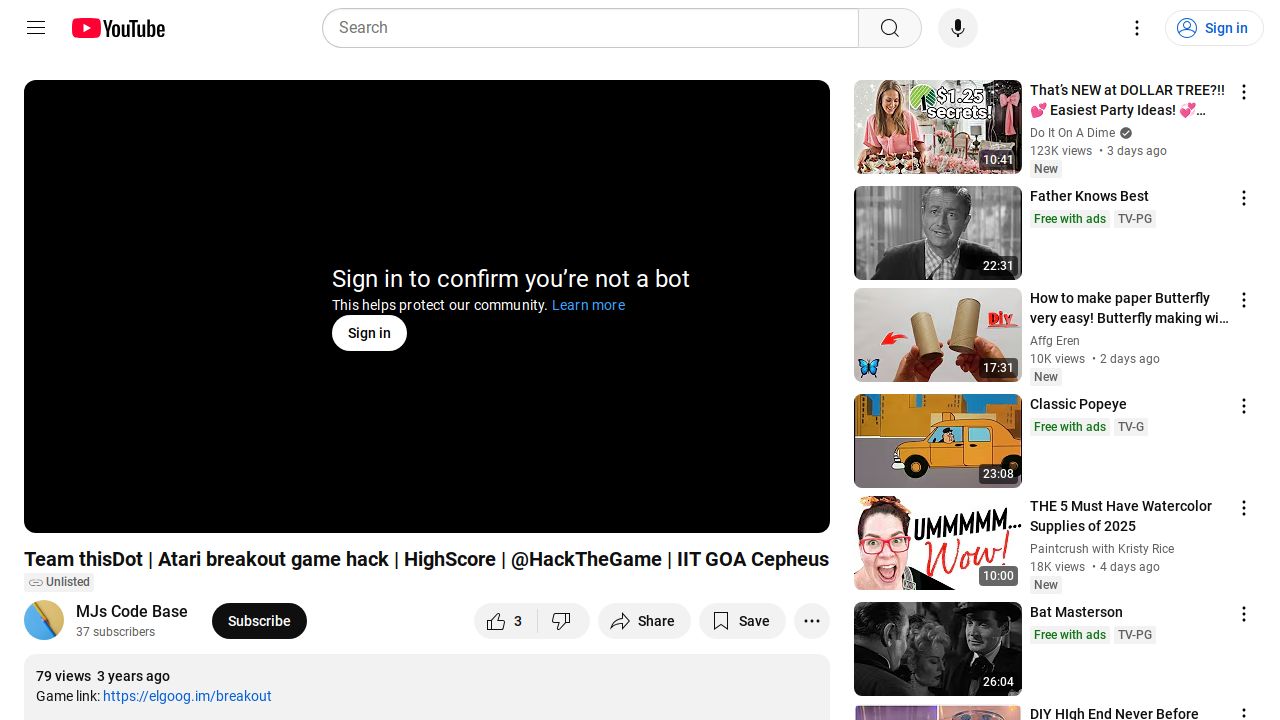 YouTube
Search
Sign in
Sign in to confirm you’re not a bot
This helps protect our community. Learn more
Sign in
Team thisDot | Atari breakout game hack | HighScore | @HackTheGame | IIT GOA Cepheus
Unlisted
MJs Code Base
37 subscribers
Subscribe
3
Share
Save
79 views 3 years ago
Game link: https://elgoog.im/breakout
$1.25
secrets!
10:41
That’s NEW at DOLLAR TREE?!!
💕 Easiest Party Ideas! 💞...
Do It On A Dime
123K views • 3 days ago
New
22:31
Father Knows Best
Free with ads TV-PG
Diy
17:31
How to make paper Butterfly
very easy! Butterfly making wi...
Affg Eren
10K views • 2 days ago
New
23:08
Classic Popeye
Free with ads TV-G
UMMMMM...
Wow!
10:00
THE 5 Must Have Watercolor
Supplies of 2025
Paintcrush with Kristy Rice
18K views • 4 days ago
New
26:04
Bat Masterson
Free with ads TV-PG
DIY HIgh End Never Before